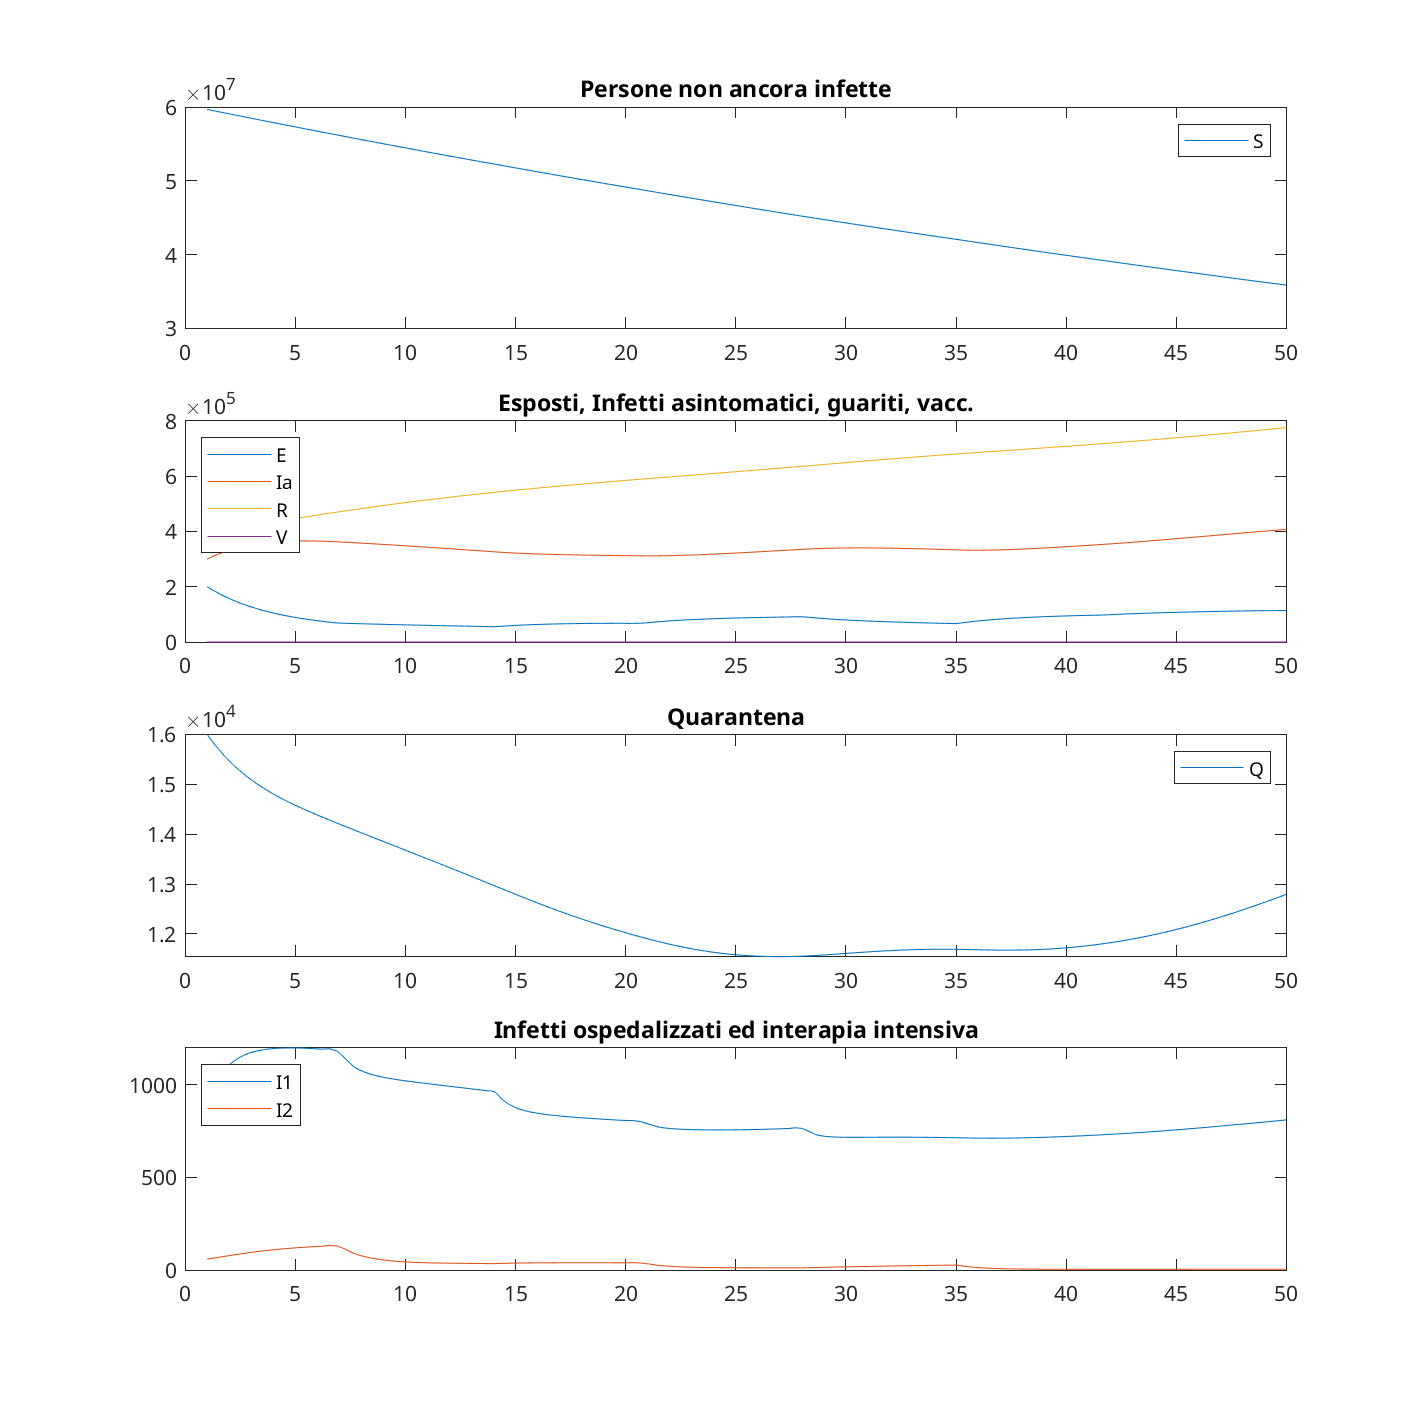 Persone non ancora infette
×10^7
6
5
4
3
0 5 10 15 20 25 30 35 40 45 50
S
Esposti, Infetti asintomatici, guariti, vacc.
×10^5
8
6
4
2
0
0 5 10 15 20 25 30 35 40 45 50
E
Ia
R
V
Quarantena
×10^4
1.6
1.5
1.4
1.3
1.2
0 5 10 15 20 25 30 35 40 45 50
Q
Infetti ospedalizzati ed interapia intensiva
1000
500
0
0 5 10 15 20 25 30 35 40 45 50
I1
I2